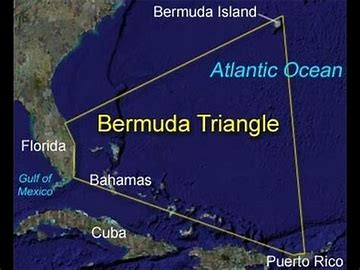 Bermuda Island
Atlantic Ocean
Bermuda Triangle
Florida
Gulf of
Mexico
Bahamas
Cuba
Puerto Rico